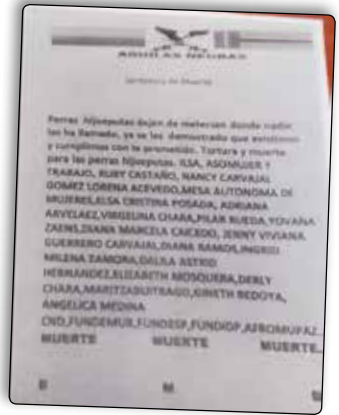 AGUILAS NEGRAS
Sentencia de Muerte
Perras hijueputas dejen de meterse donde nadie
las ha llamado, ya se les demostrado que existimos
y cumplimos con lo prometido. Tortura y muerte
para las perras hijueputas. ILSA, ASOMUJER Y
TRABAJO, RUBY CASTAÑO, NANCY CARVAJAL
GOMEZ LORENA ACEVEDO,MESA AUTONOMA DE
MUJERES,ELSA CRISTINA POSADA, ADRIANA
ARVELAEZ,VIRGELINA CHARA,PILAR RUEDA,YOVANA
ZAENS,DIANA MARCELA CAICEDO, JENNY VIVIANA
GUERRERO CARVAJAL,DIANA RAMOS,INGRID
MILENA ZAMORA,DALILA ASTRID
HERNANDEZ,ELIZABETH MOSQUERA,DERLY
CHARA,MARITZABUITRAGO,GINETH BEDOYA,
ANGELICA MEDINA
CND,FUNDEMUR,FUNDESP,FUNDIOP,AFROMUPAZ..
MUERTE MUERTE MUERTE..
B M